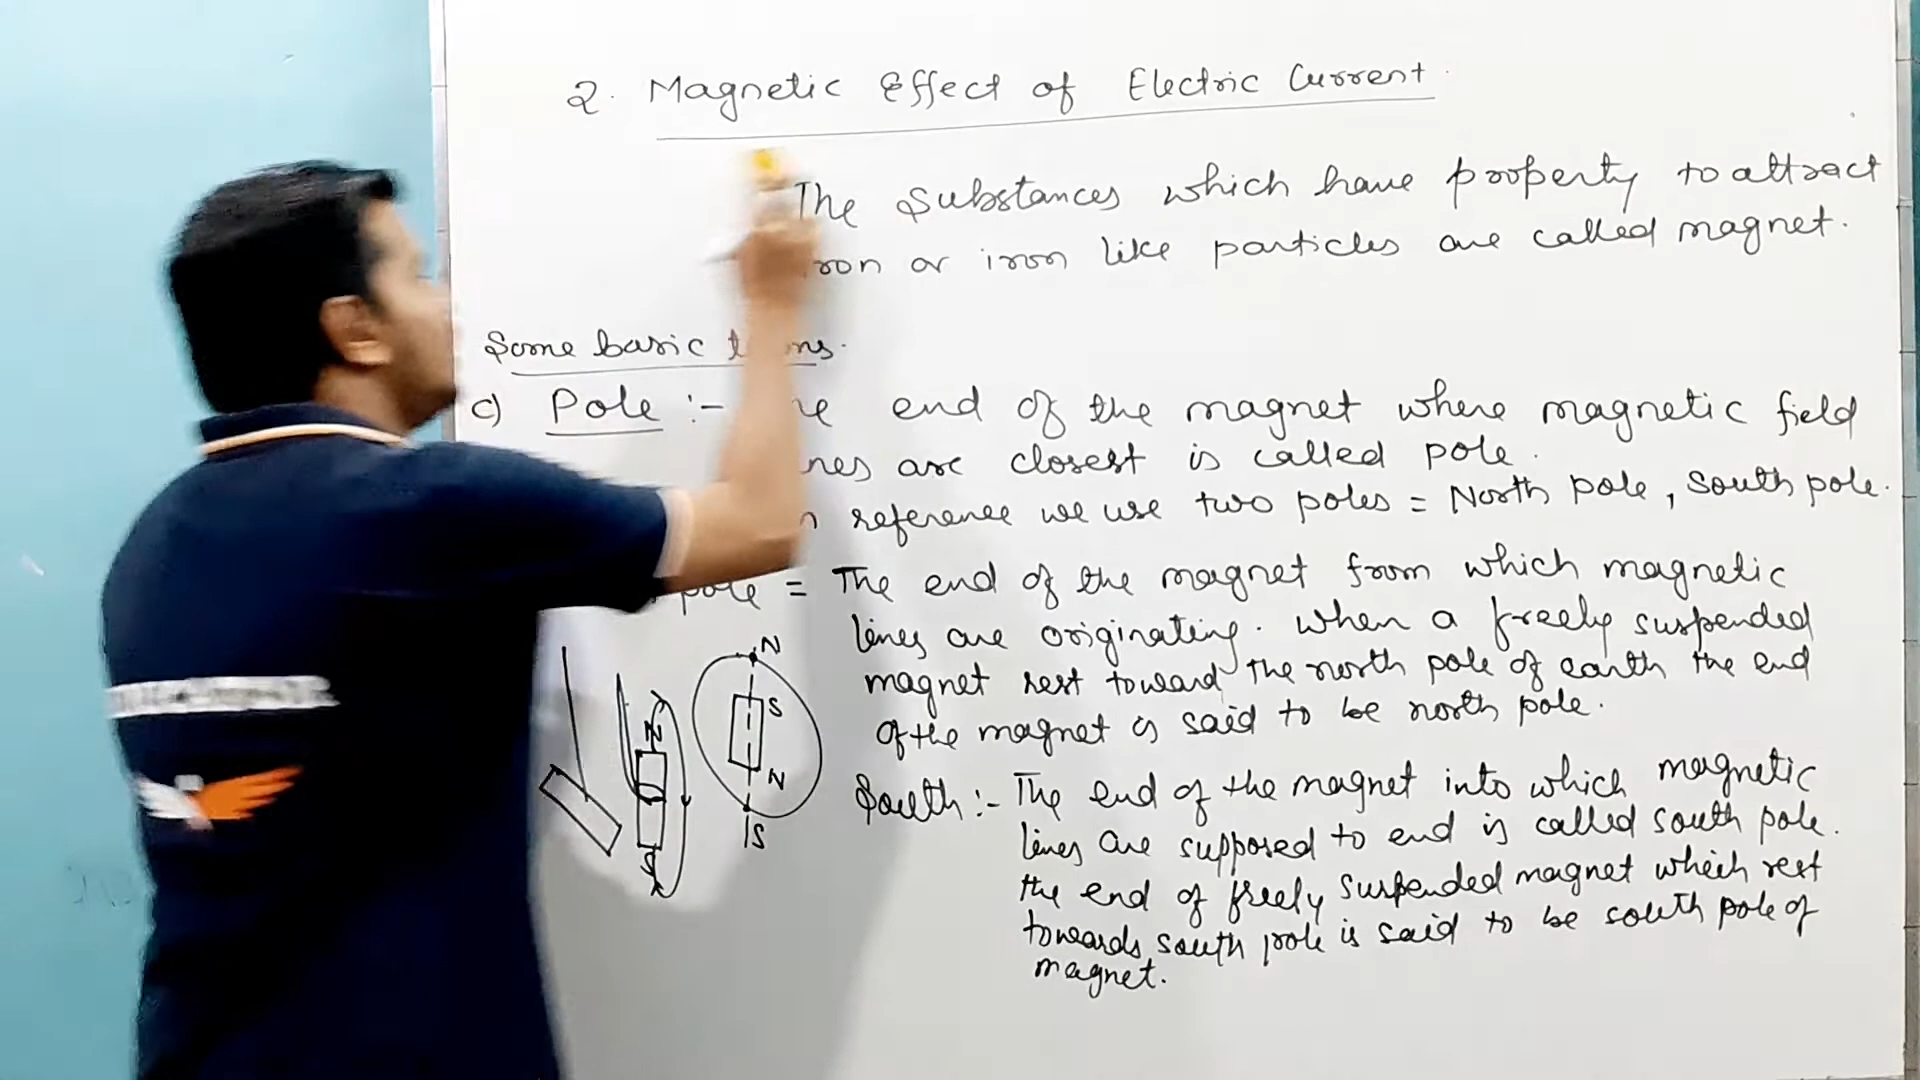 2. Magnetic Effect of Electric Current
The substances which have property to attract
iron or iron like particles are called magnet.
Some basic
c) Pole :- end of the magnet where magnetic field
are closest is called pole.
reference we use two poles = North pole, South pole.
pole = The end of the magnet from which magnetic
lines are originating. When a freely suspended
magnet rest toward the north pole of earth the end
of the magnet is said to be north pole.
South :- The end of the magnet into which magnetic
lines are supposed to end is called south pole.
the end of freely suspended magnet which rest
towards south pole is said to be south pole of
magnet.
N
S
N
S
N
S